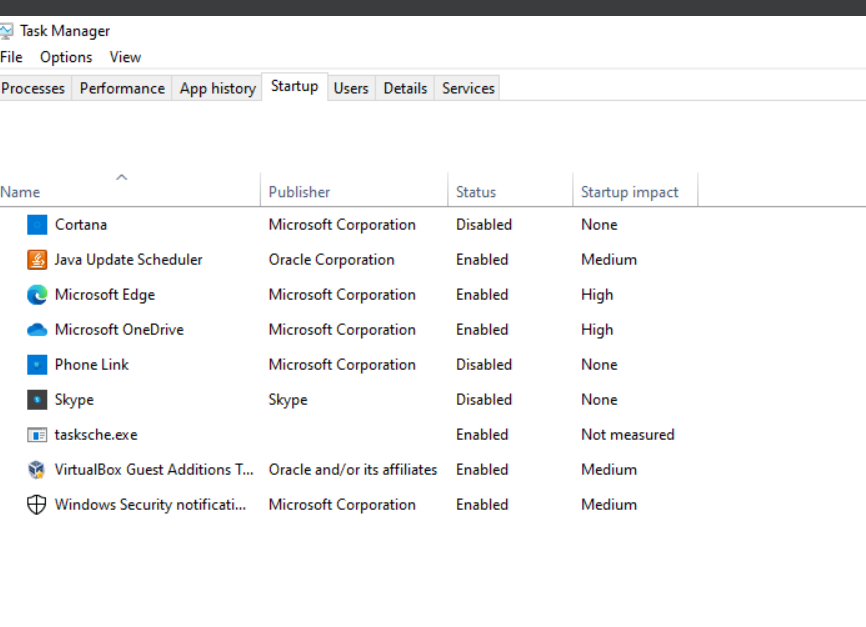 Task Manager
File Options View
Processes Performance App history Startup Users Details Services
Name Publisher Status Startup impact
Cortana Microsoft Corporation Disabled None
Java Update Scheduler Oracle Corporation Enabled Medium
Microsoft Edge Microsoft Corporation Enabled High
Microsoft OneDrive Microsoft Corporation Enabled High
Phone Link Microsoft Corporation Disabled None
Skype Skype Disabled None
tasksche.exe Enabled Not measured
VirtualBox Guest Additions T... Oracle and/or its affiliates Enabled Medium
Windows Security notificati... Microsoft Corporation Enabled Medium